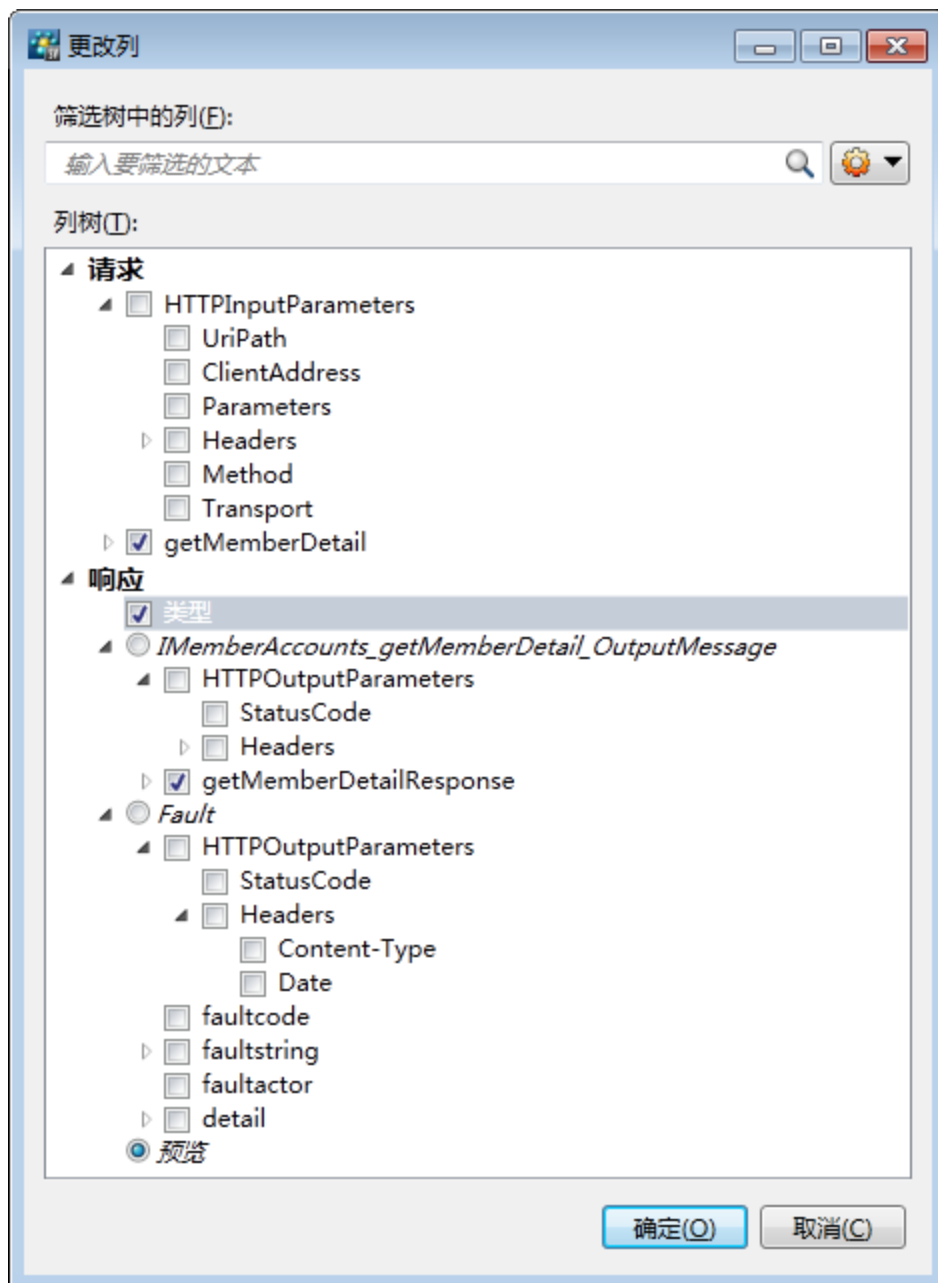 更改列
筛选树中的列(F):
输入要筛选的文本
列树(T):
请求
HTTPInputParameters
UriPath
ClientAddress
Parameters
Headers
Method
Transport
getMemberDetail
响应
类型
IMemberAccounts_getMemberDetail_OutputMessage
HTTPOutputParameters
StatusCode
Headers
getMemberDetailResponse
Fault
HTTPOutputParameters
StatusCode
Headers
Content-Type
Date
faultcode
faultstring
faultactor
detail
预览
确定(O) 取消(C)